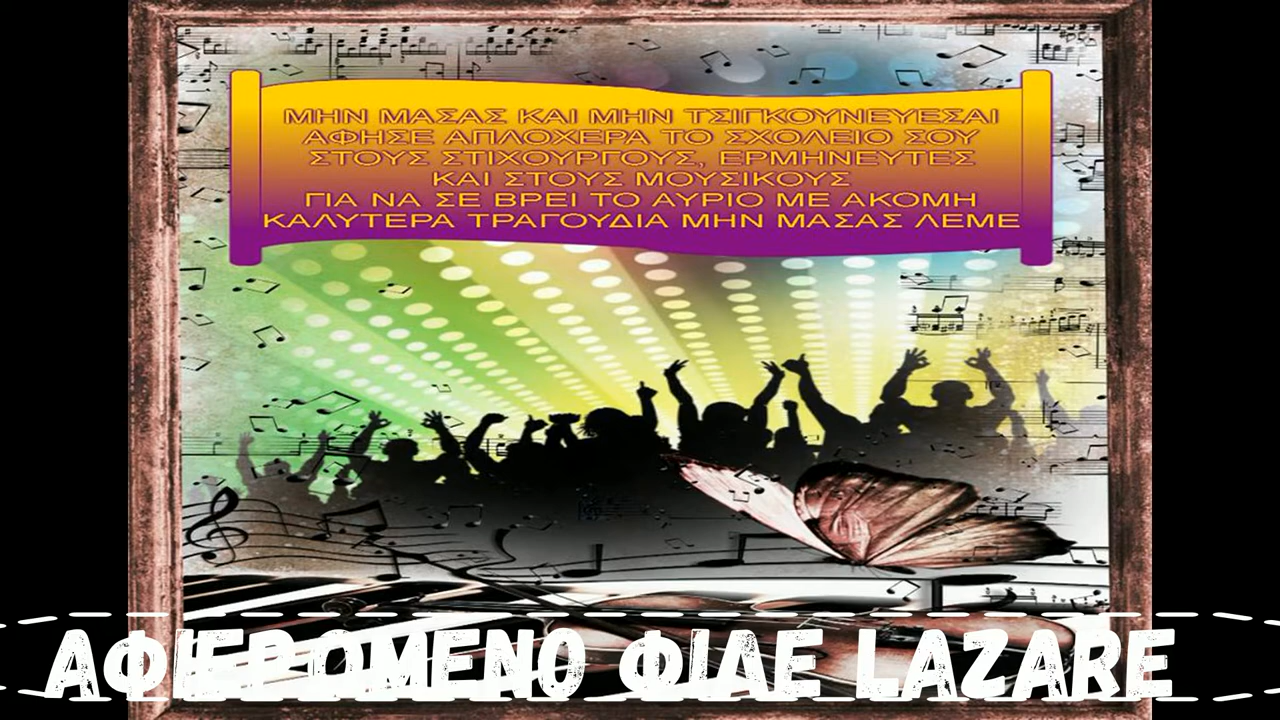 ΜΗΝ ΜΑΣΑΣ ΚΑΙ ΜΗΝ ΤΣΙΓΚΟΥΝΕΥΕΣΑΙ
ΑΦΗΣΕ ΑΠΛΟΧΕΡΑ ΤΟ ΣΧΟΛΕΙΟ ΣΟΥ
ΣΤΟΥΣ ΣΤΙΧΟΥΡΓΟΥΣ, ΕΡΜΗΝΕΥΤΕΣ
ΚΑΙ ΣΤΟΥΣ ΜΟΥΣΙΚΟΥΣ
ΓΙΑ ΝΑ ΣΕ ΒΡΕΙ ΤΟ ΑΥΡΙΟ ΜΕ ΑΚΟΜΗ
ΚΑΛΥΤΕΡΑ ΤΡΑΓΟΥΔΙΑ ΜΗΝ ΜΑΣΑΣ ΛΕΜΕ
ΑΦΙΕΡΩΜΕΝΟ ΦΙΛΕ LAZARE